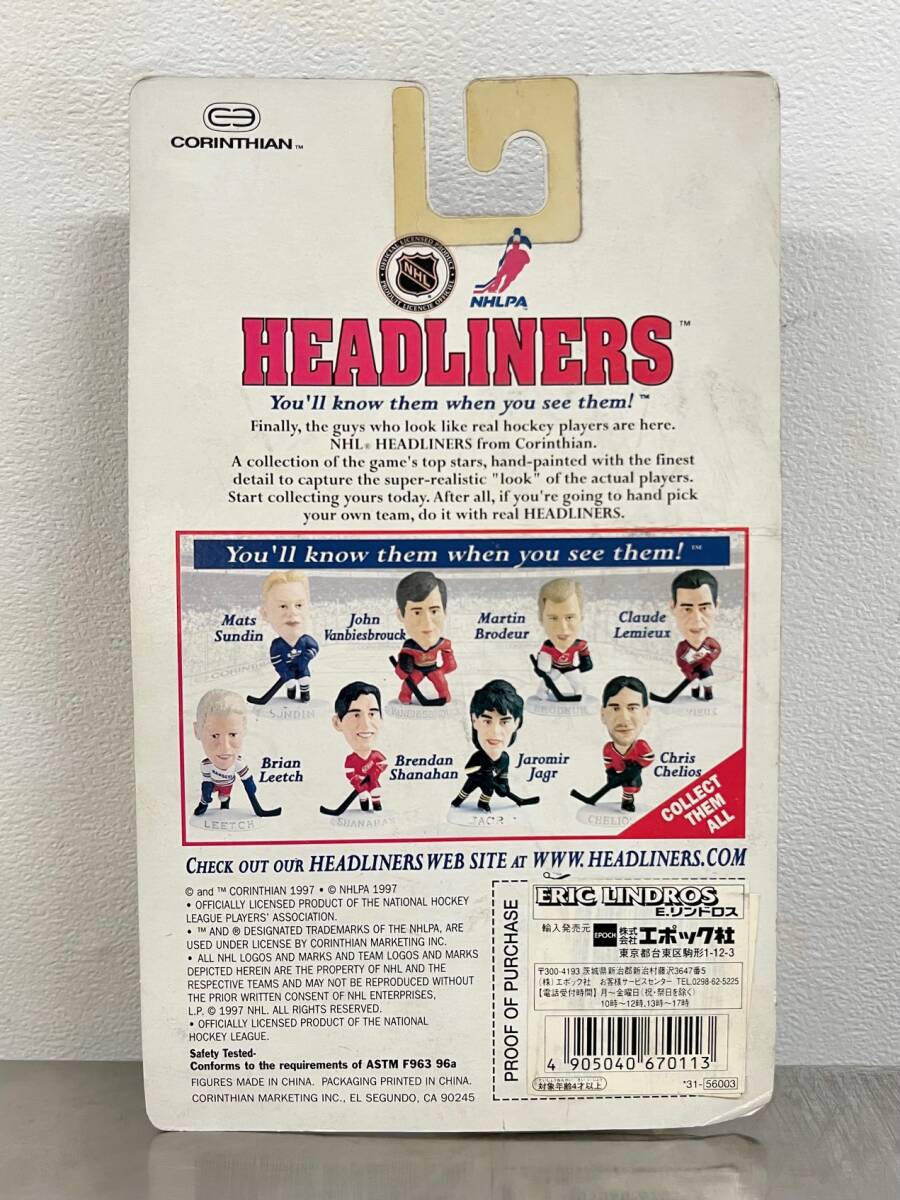 CORINTHIAN™
OFFICIAL LICENSED PRODUCT
NHL
PRODUIT LICENCIÉ OFFICIEL
NHLPA
HEADLINERS™
You'll know them when you see them!™
Finally, the guys who look like real hockey players are here.
NHL® HEADLINERS from Corinthian.
A collection of the game's top stars, hand-painted with the finest
detail to capture the super-realistic "look" of the actual players.
Start collecting yours today. After all, if you're going to hand pick
your own team, do it with real HEADLINERS.
You'll know them when you see them!™
Mats
Sundin
John
Vanbiesbrouck
Martin
Brodeur
Claude
Lemieux
CORINTHIAN
SUNDIN
BRODEUR
Brian
Leetch
Brendan
Shanahan
Jaromir
Jagr
Chris
Chelios
LEETCH
SHANAHAN
JAGR
CHELIOS
COLLECT
THEM
ALL
CHECK OUT OUR HEADLINERS WEB SITE AT WWW.HEADLINERS.COM
© and ™ CORINTHIAN 1997 • © NHLPA 1997
• OFFICIALLY LICENSED PRODUCT OF THE NATIONAL HOCKEY
LEAGUE PLAYERS' ASSOCIATION.
• ™ AND ® DESIGNATED TRADEMARKS OF THE NHLPA, ARE
USED UNDER LICENSE BY CORINTHIAN MARKETING INC.
• ALL NHL LOGOS AND MARKS AND TEAM LOGOS AND MARKS
DEPICTED HEREIN ARE THE PROPERTY OF NHL AND THE
RESPECTIVE TEAMS AND MAY NOT BE REPRODUCED WITHOUT
THE PRIOR WRITTEN CONSENT OF NHL ENTERPRISES,
L.P. © 1997 NHL. ALL RIGHTS RESERVED.
• OFFICIALLY LICENSED PRODUCT OF THE NATIONAL
HOCKEY LEAGUE.
Safety Tested-
Conforms to the requirements of ASTM F963 96a
FIGURES MADE IN CHINA. PACKAGING PRINTED IN CHINA.
CORINTHIAN MARKETING INC., EL SEGUNDO, CA 90245
PROOF OF PURCHASE
ERIC LINDROS
E.リンドロス
輸入発売元 EPOCH 株式会社エポック社
東京都台東区駒形1-12-3
〒300-4193 茨城県新治郡新治村藤沢3647番5
(株)エポック社 お客様サービスセンター TEL.0298-62-5225
【電話受付時間】月〜金曜日(祝・祭日を除く)
10時〜12時,13時〜17時
4 905040 670113
対象年齢4才以上
*31-56003